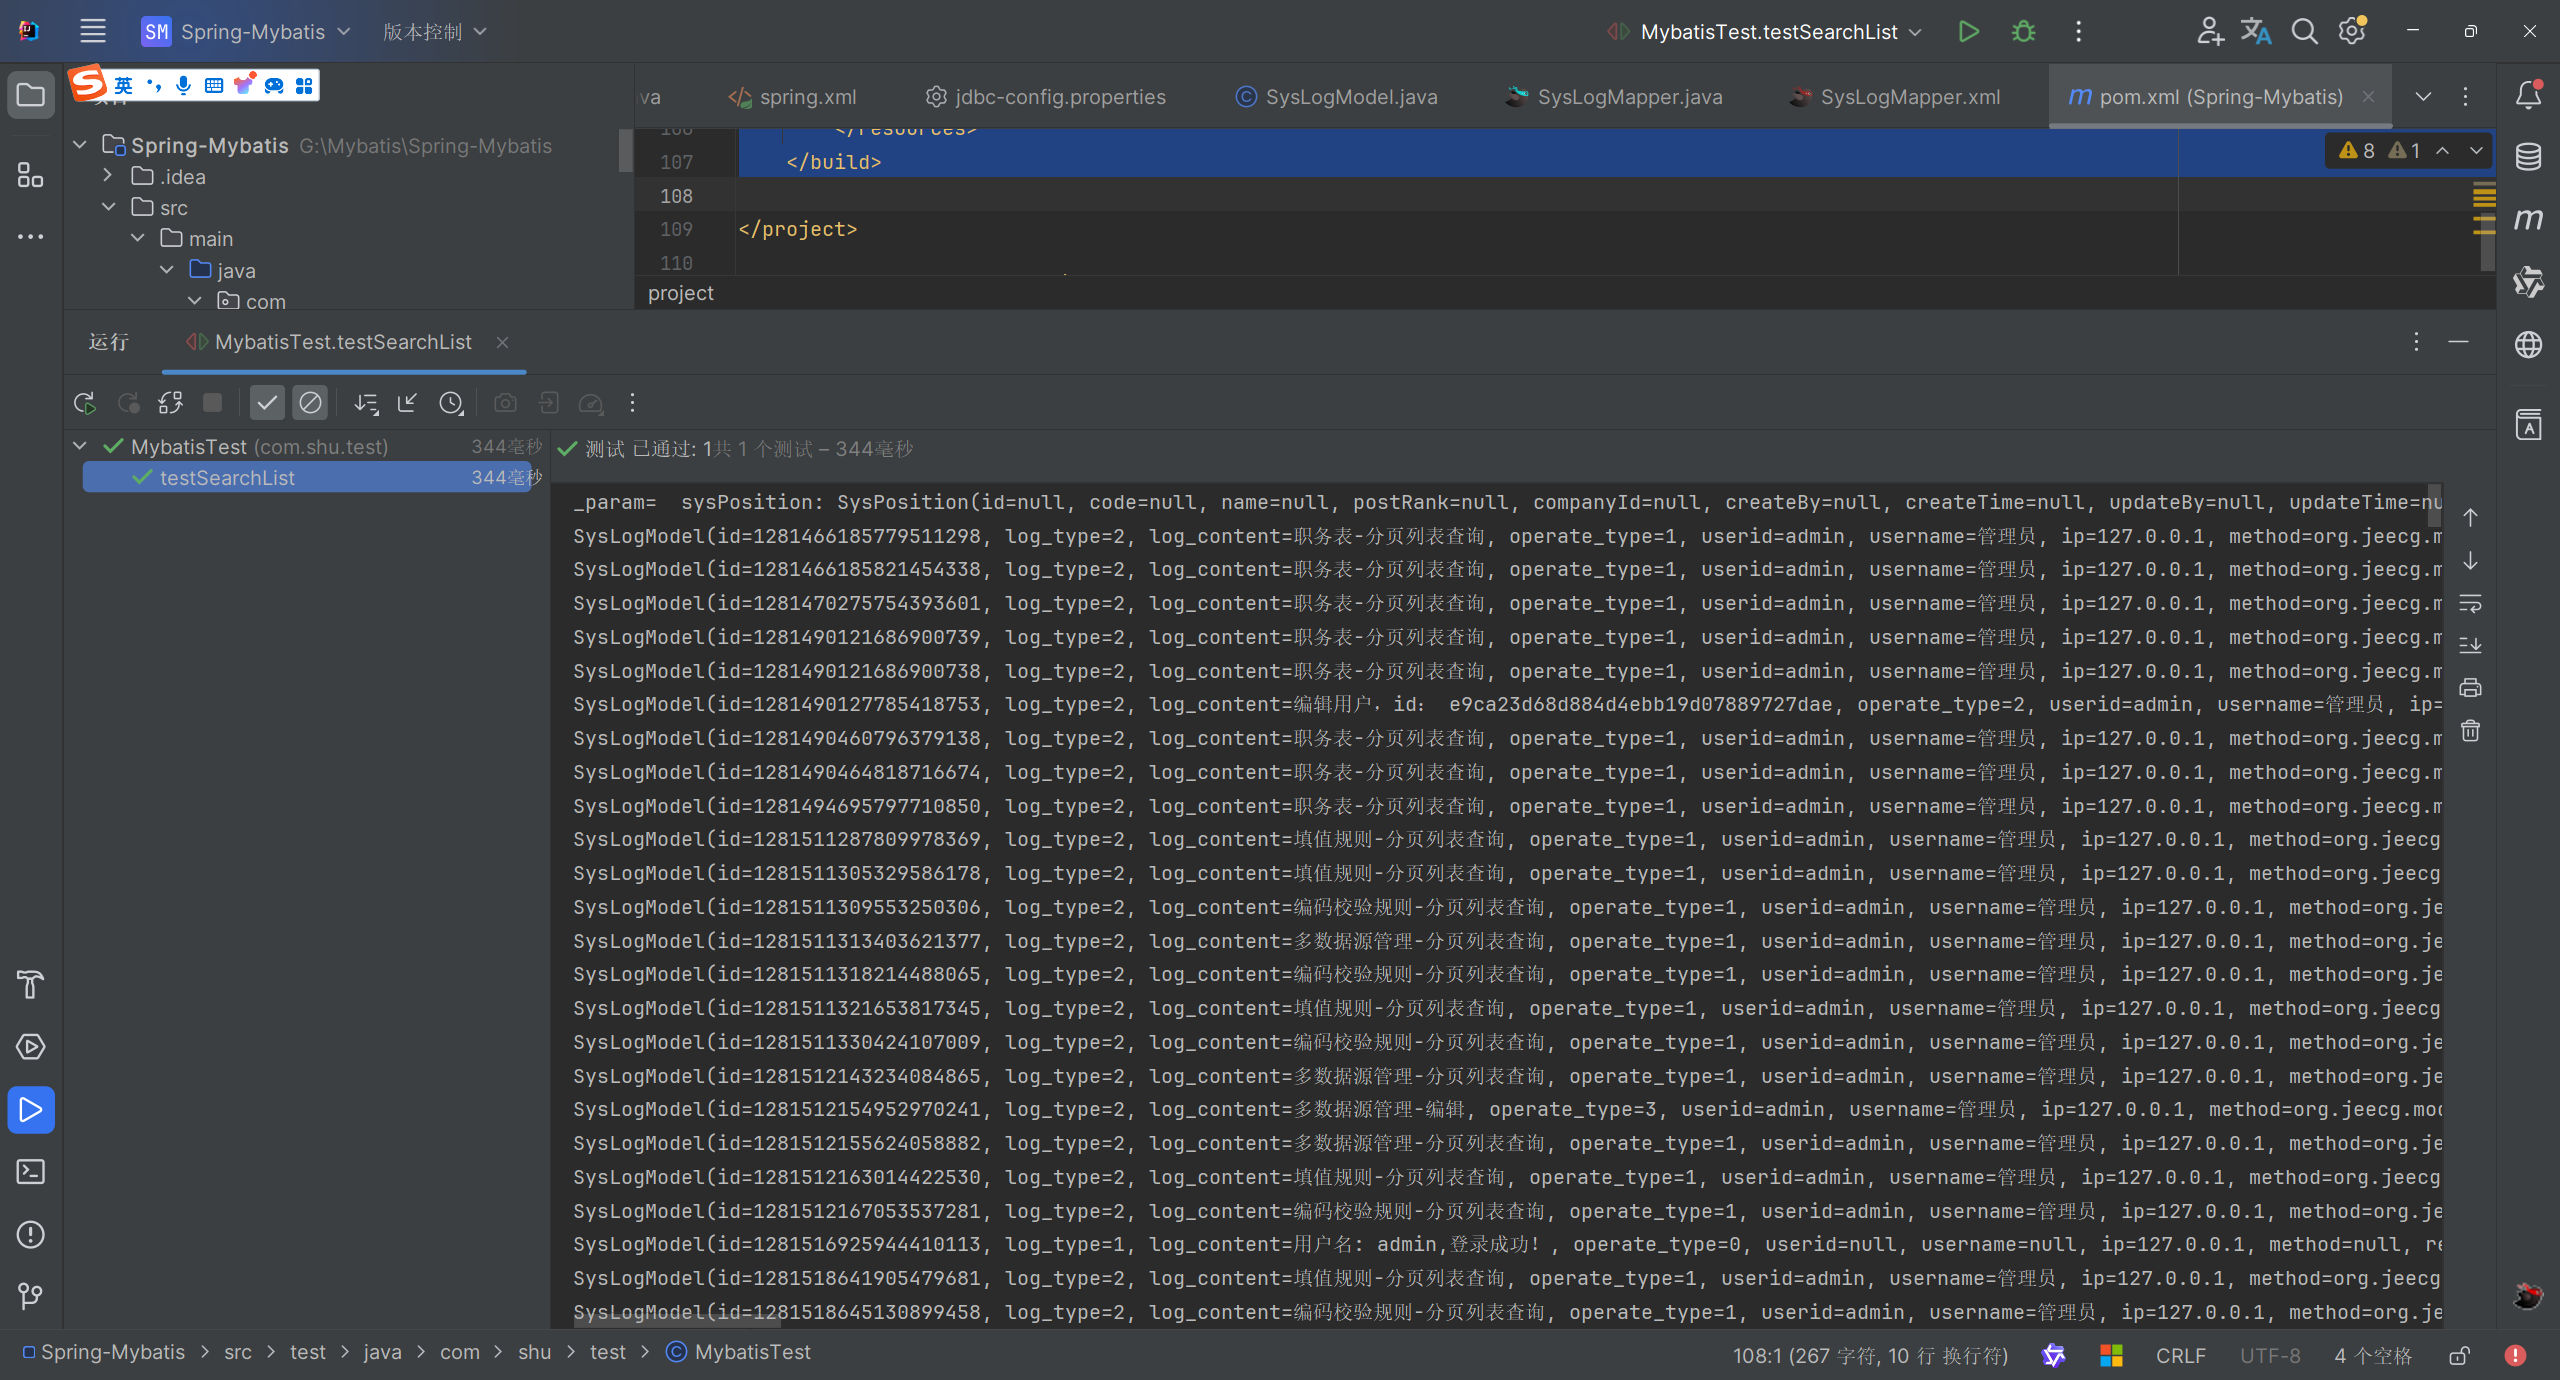 SM Spring-Mybatis 版本控制 MybatisTest.testSearchList
英
va spring.xml jdbc-config.properties SysLogModel.java SysLogMapper.java SysLogMapper.xml pom.xml (Spring-Mybatis)
Spring-Mybatis G:\Mybatis\Spring-Mybatis
.idea
src
main
java
com
106 </resources>
107 </build>
108
109 </project>
110
8 1
project
运行 MybatisTest.testSearchList
MybatisTest (com.shu.test) 344毫秒
testSearchList 344毫秒
测试 已通过: 1共 1 个测试 – 344毫秒
_param=  sysPosition: SysPosition(id=null, code=null, name=null, postRank=null, companyId=null, createBy=null, createTime=null, updateBy=null, updateTime=nu
SysLogModel(id=1281466185779511298, log_type=2, log_content=职务表-分页列表查询, operate_type=1, userid=admin, username=管理员, ip=127.0.0.1, method=org.jeecg.m
SysLogModel(id=1281466185821454338, log_type=2, log_content=职务表-分页列表查询, operate_type=1, userid=admin, username=管理员, ip=127.0.0.1, method=org.jeecg.m
SysLogModel(id=1281470275754393601, log_type=2, log_content=职务表-分页列表查询, operate_type=1, userid=admin, username=管理员, ip=127.0.0.1, method=org.jeecg.m
SysLogModel(id=1281490121686900739, log_type=2, log_content=职务表-分页列表查询, operate_type=1, userid=admin, username=管理员, ip=127.0.0.1, method=org.jeecg.m
SysLogModel(id=1281490121686900738, log_type=2, log_content=职务表-分页列表查询, operate_type=1, userid=admin, username=管理员, ip=127.0.0.1, method=org.jeecg.m
SysLogModel(id=1281490127785418753, log_type=2, log_content=编辑用户，id： e9ca23d68d884d4ebb19d07889727dae, operate_type=2, userid=admin, username=管理员, ip=
SysLogModel(id=1281490460796379138, log_type=2, log_content=职务表-分页列表查询, operate_type=1, userid=admin, username=管理员, ip=127.0.0.1, method=org.jeecg.m
SysLogModel(id=1281490464818716674, log_type=2, log_content=职务表-分页列表查询, operate_type=1, userid=admin, username=管理员, ip=127.0.0.1, method=org.jeecg.m
SysLogModel(id=1281494695797710850, log_type=2, log_content=职务表-分页列表查询, operate_type=1, userid=admin, username=管理员, ip=127.0.0.1, method=org.jeecg.m
SysLogModel(id=1281511287809978369, log_type=2, log_content=填值规则-分页列表查询, operate_type=1, userid=admin, username=管理员, ip=127.0.0.1, method=org.jeecg
SysLogModel(id=1281511305329586178, log_type=2, log_content=填值规则-分页列表查询, operate_type=1, userid=admin, username=管理员, ip=127.0.0.1, method=org.jeecg
SysLogModel(id=1281511309553250306, log_type=2, log_content=编码校验规则-分页列表查询, operate_type=1, userid=admin, username=管理员, ip=127.0.0.1, method=org.je
SysLogModel(id=1281511313403621377, log_type=2, log_content=多数据源管理-分页列表查询, operate_type=1, userid=admin, username=管理员, ip=127.0.0.1, method=org.je
SysLogModel(id=1281511318214488065, log_type=2, log_content=编码校验规则-分页列表查询, operate_type=1, userid=admin, username=管理员, ip=127.0.0.1, method=org.je
SysLogModel(id=1281511321653817345, log_type=2, log_content=填值规则-分页列表查询, operate_type=1, userid=admin, username=管理员, ip=127.0.0.1, method=org.jeecg
SysLogModel(id=1281511330424107009, log_type=2, log_content=编码校验规则-分页列表查询, operate_type=1, userid=admin, username=管理员, ip=127.0.0.1, method=org.je
SysLogModel(id=1281512143234084865, log_type=2, log_content=多数据源管理-分页列表查询, operate_type=1, userid=admin, username=管理员, ip=127.0.0.1, method=org.je
SysLogModel(id=1281512154952970241, log_type=2, log_content=多数据源管理-编辑, operate_type=3, userid=admin, username=管理员, ip=127.0.0.1, method=org.jeecg.mod
SysLogModel(id=1281512155624058882, log_type=2, log_content=多数据源管理-分页列表查询, operate_type=1, userid=admin, username=管理员, ip=127.0.0.1, method=org.je
SysLogModel(id=1281512163014422530, log_type=2, log_content=填值规则-分页列表查询, operate_type=1, userid=admin, username=管理员, ip=127.0.0.1, method=org.jeecg
SysLogModel(id=1281512167053537281, log_type=2, log_content=编码校验规则-分页列表查询, operate_type=1, userid=admin, username=管理员, ip=127.0.0.1, method=org.je
SysLogModel(id=1281516925944410113, log_type=1, log_content=用户名: admin,登录成功！, operate_type=0, userid=null, username=null, ip=127.0.0.1, method=null, re
SysLogModel(id=1281518641905479681, log_type=2, log_content=填值规则-分页列表查询, operate_type=1, userid=admin, username=管理员, ip=127.0.0.1, method=org.jeecg
SysLogModel(id=1281518645130899458, log_type=2, log_content=编码校验规则-分页列表查询, operate_type=1, userid=admin, username=管理员, ip=127.0.0.1, method=org.je
Spring-Mybatis > src > test > java > com > shu > test > MybatisTest
108:1 (267 字符, 10 行 换行符) CRLF UTF-8 4 个空格